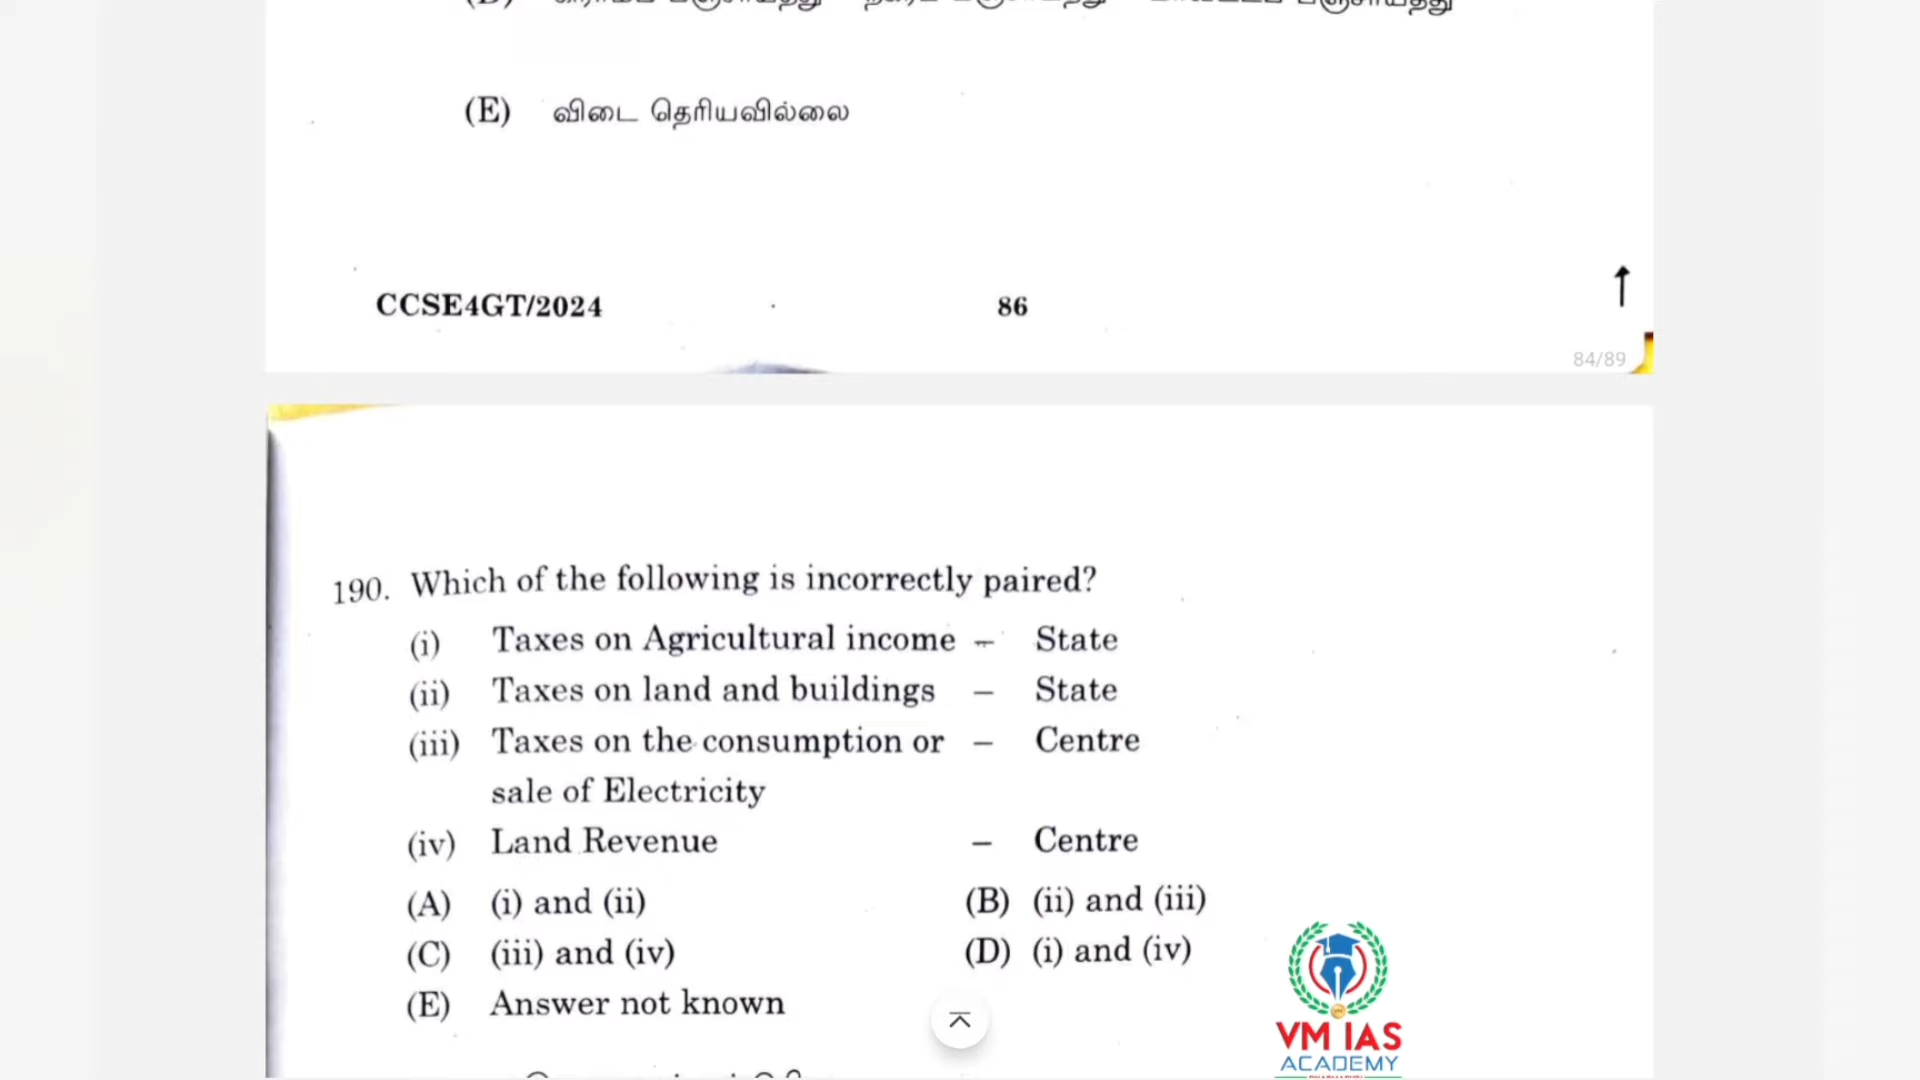 (E) விடை தெரியவில்லை
CCSE4GT/2024 86
84/89
190. Which of the following is incorrectly paired?
(i) Taxes on Agricultural income – State
(ii) Taxes on land and buildings – State
(iii) Taxes on the consumption or – Centre
sale of Electricity
(iv) Land Revenue – Centre
(A) (i) and (ii) (B) (ii) and (iii)
(C) (iii) and (iv) (D) (i) and (iv)
(E) Answer not known
VM IAS
ACADEMY